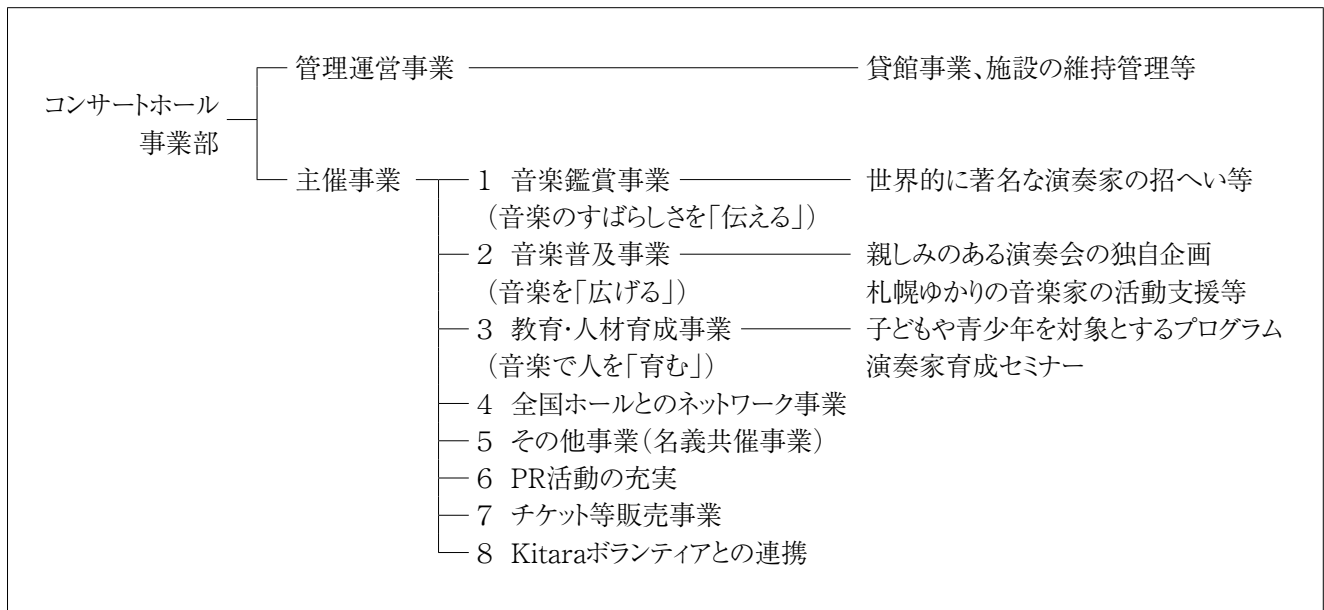 管理運営事業 貸館事業、施設の維持管理等
コンサートホール
事業部
主催事業 1 音楽鑑賞事業 世界的に著名な演奏家の招へい等
（音楽のすばらしさを「伝える」）
2 音楽普及事業 親しみのある演奏会の独自企画
（音楽を「広げる」） 札幌ゆかりの音楽家の活動支援等
3 教育・人材育成事業 子どもや青少年を対象とするプログラム
（音楽で人を「育む」） 演奏家育成セミナー
4 全国ホールとのネットワーク事業
5 その他事業（名義共催事業）
6 PR活動の充実
7 チケット等販売事業
8 Kitaraボランティアとの連携